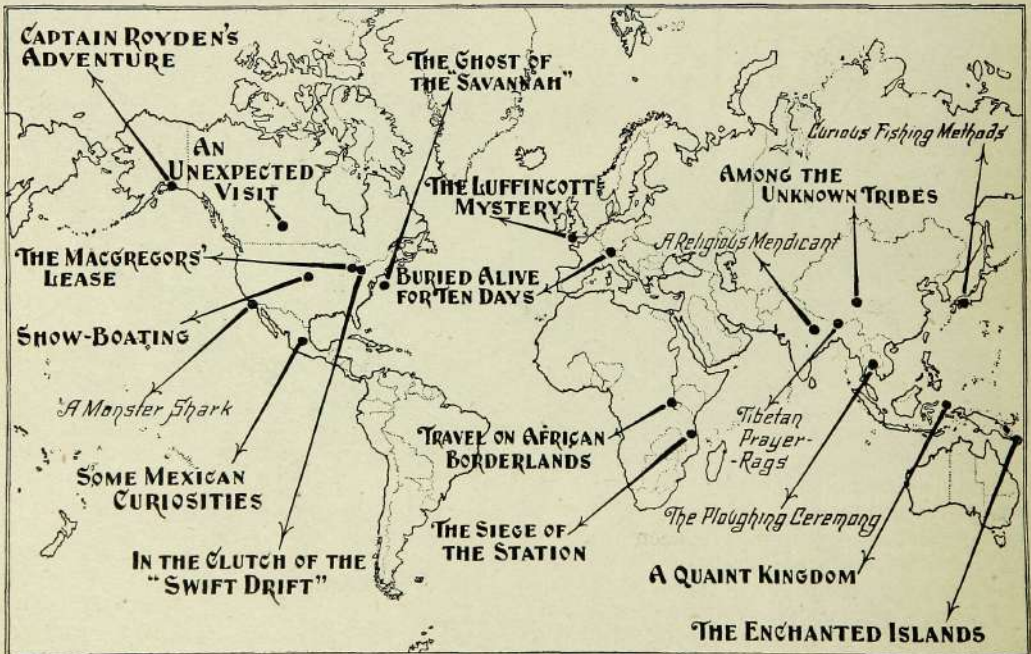 CAPTAIN ROYDEN'S
ADVENTURE
THE GHOST OF
THE "SAVANNAH"
Curious Fishing Methods
AN
UNEXPECTED
VISIT
THE LUFFINCOTT
MYSTERY
AMONG THE
UNKNOWN TRIBES
A Religious Mendicant
THE MACGREGORS'
LEASE
BURIED ALIVE
FOR TEN DAYS
SHOW-BOATING
A Monster Shark
TRAVEL ON AFRICAN
BORDERLANDS
Tibetan
Prayer-
-Rags
SOME MEXICAN
CURIOSITIES
THE SIEGE OF
THE STATION
The Ploughing Ceremony
IN THE CLUTCH OF THE
"SWIFT DRIFT"
A QUAINT KINGDOM
THE ENCHANTED ISLANDS